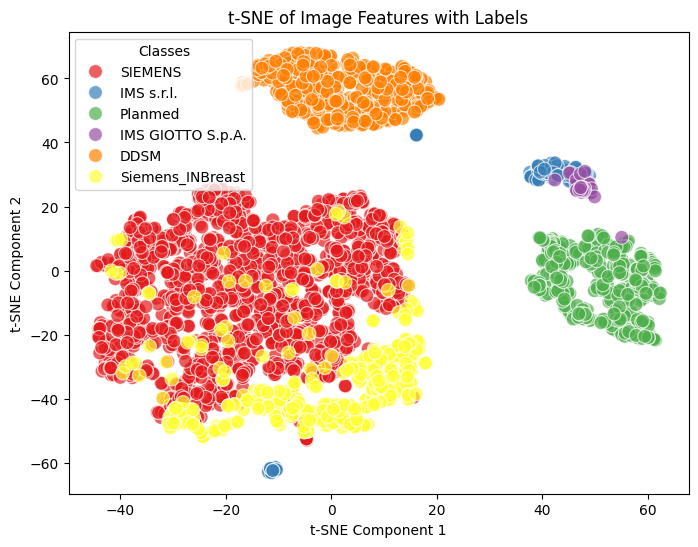 t-SNE of Image Features with Labels
Classes
SIEMENS
IMS s.r.l.
Planmed
IMS GIOTTO S.p.A.
DDSM
Siemens_INBreast
60
40
20
0
−20
−40
−60
t-SNE Component 2
−40 −20 0 20 40 60
t-SNE Component 1